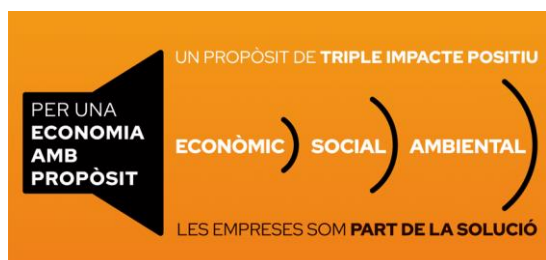 UN PROPÒSIT DE TRIPLE IMPACTE POSITIU
PER UNA
ECONOMIA
AMB
PROPÒSIT
ECONÒMIC SOCIAL AMBIENTAL
LES EMPRESES SOM PART DE LA SOLUCIÓ